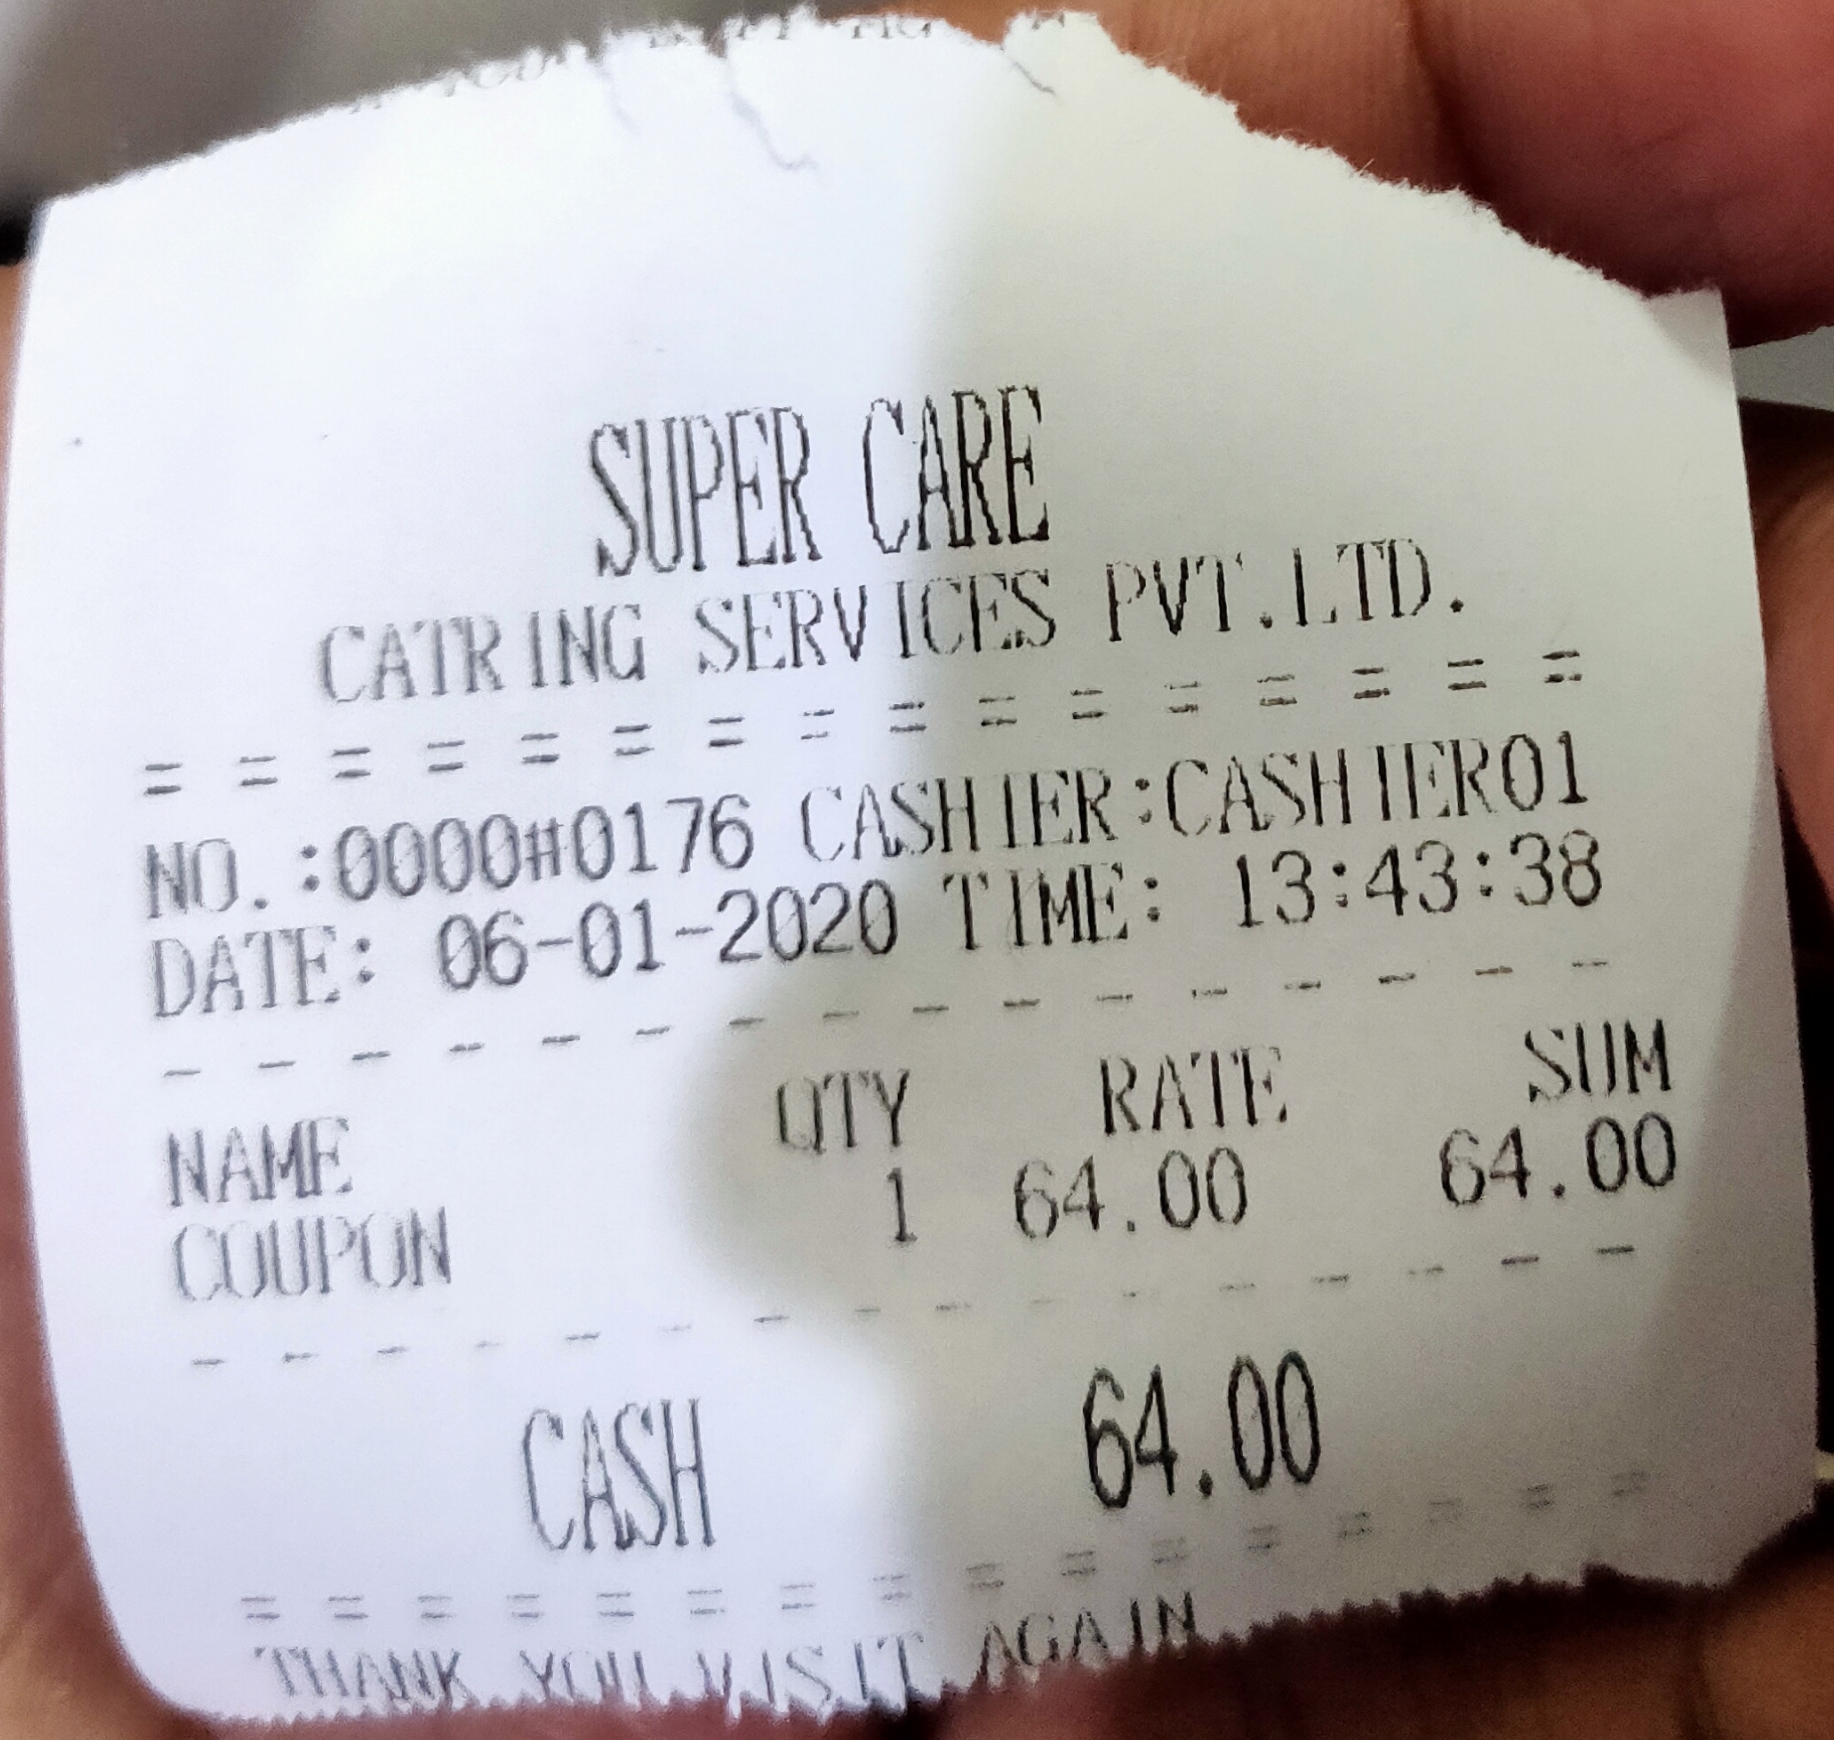 SUPER CARE
CATRING SERVICES PVT.LTD.
= = = = = = = = = = = = = = = =
NO.:0000#0176 CASHIER:CASHIER01
DATE: 06-01-2020 TIME: 13:43:38
- - - - - - - - - - - - - - - -
NAME QTY RATE SUM
COUPON 1 64.00 64.00
- - - - - - - - - - - - - - - -
CASH 64.00
= = = = = = = = = = = = = = = =
THANK YOU VISIT AGAIN